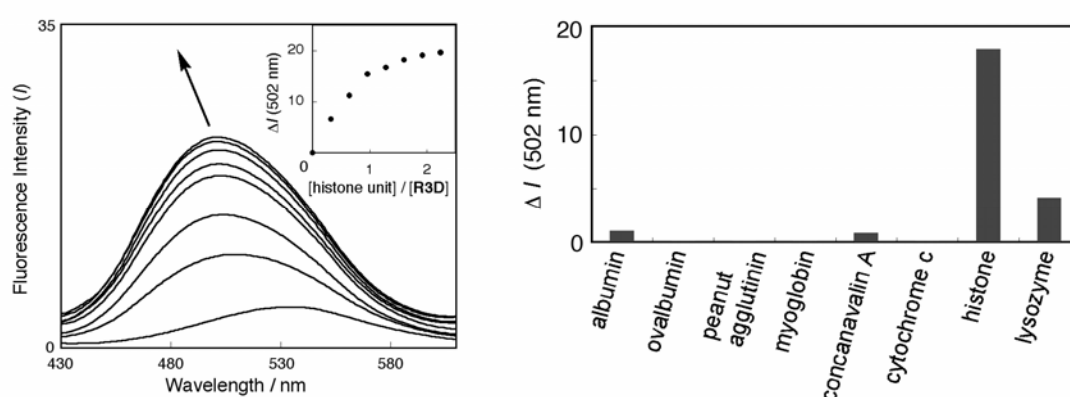 35
Fluorescence Intensity (I)
0
430
480
530
580
Wavelength / nm
20
10
0
ΔI (502 nm)
0
1
2
[histone unit] / [R3D]
20
10
0
Δ I (502 nm)
albumin
ovalbumin
peanut
agglutinin
myoglobin
concanavalin A
cytochrome c
histone
lysozyme